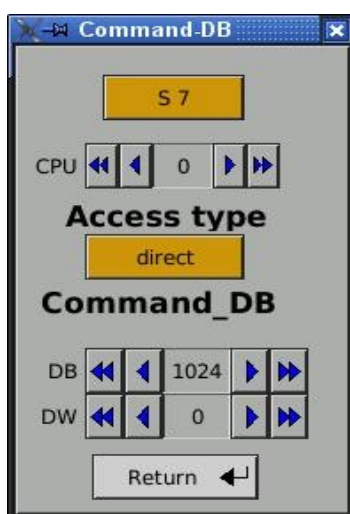 Command-DB
S 7
CPU 0
Access type
direct
Command_DB
DB 1024
DW 0
Return